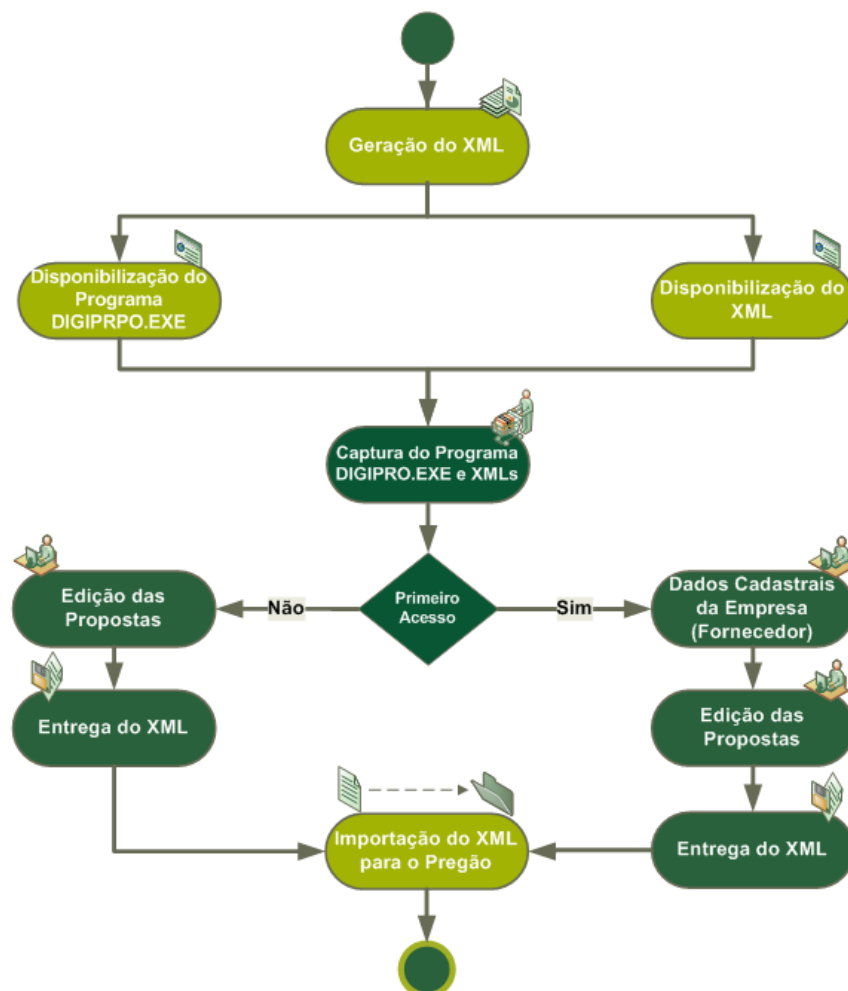 Geração do XML
Disponibilização do
Programa
DIGIPRPO.EXE
Disponibilização do
XML
Captura do Programa
DIGIPRO.EXE e XMLs
Primeiro
Acesso
Não
Sim
Edição das
Propostas
Dados Cadastrais
da Empresa
(Fornecedor)
Entrega do XML
Edição das
Propostas
Importação do XML
para o Pregão
Entrega do XML